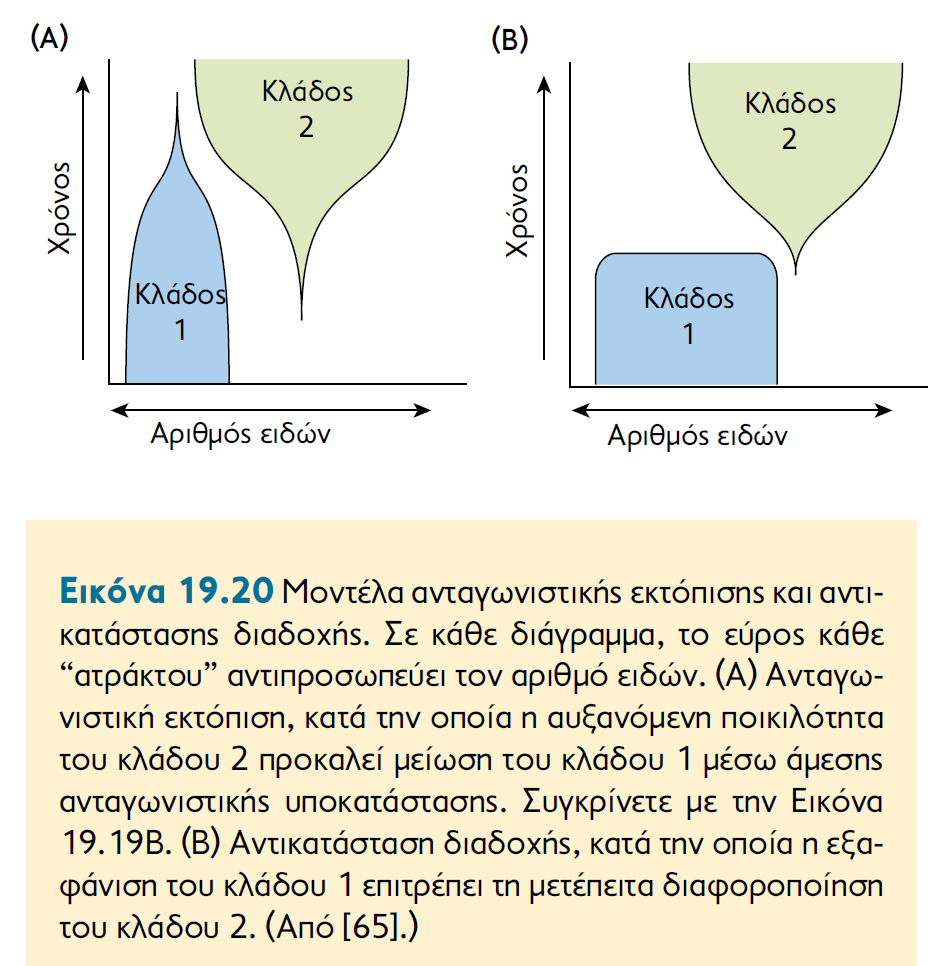 (A)
Χρόνος
Κλάδος
1
Κλάδος
2
Αριθμός ειδών
(B)
Χρόνος
Κλάδος
1
Κλάδος
2
Αριθμός ειδών
Εικόνα 19.20 Μοντέλα ανταγωνιστικής εκτόπισης και αντι-
κατάστασης διαδοχής. Σε κάθε διάγραμμα, το εύρος κάθε
“ατράκτου” αντιπροσωπεύει τον αριθμό ειδών. (A) Ανταγω-
νιστική εκτόπιση, κατά την οποία η αυξανόμενη ποικιλότητα
του κλάδου 2 προκαλεί μείωση του κλάδου 1 μέσω άμεσης
ανταγωνιστικής υποκατάστασης. Συγκρίνετε με την Εικόνα
19.19B. (B) Αντικατάσταση διαδοχής, κατά την οποία η εξα-
φάνιση του κλάδου 1 επιτρέπει τη μετέπειτα διαφοροποίηση
του κλάδου 2. (Από [65].)